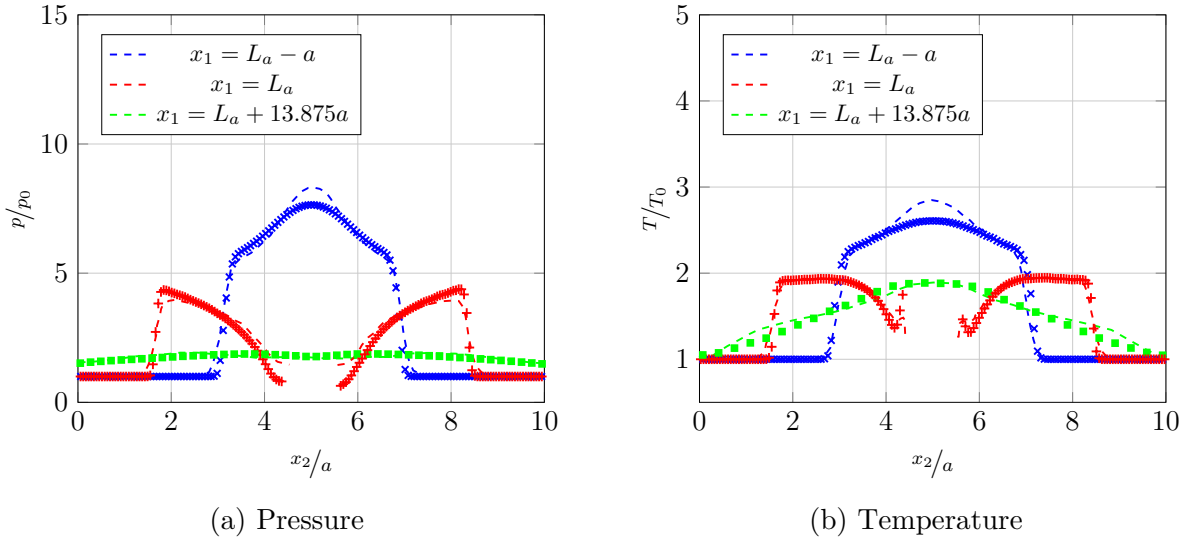 15
10
5
0
p/p0
x1 = La − a
x1 = La
x1 = La + 13.875a
0 2 4 6 8 10
x2/a
(a) Pressure
5
4
3
2
1
T/T0
x1 = La − a
x1 = La
x1 = La + 13.875a
0 2 4 6 8 10
x2/a
(b) Temperature